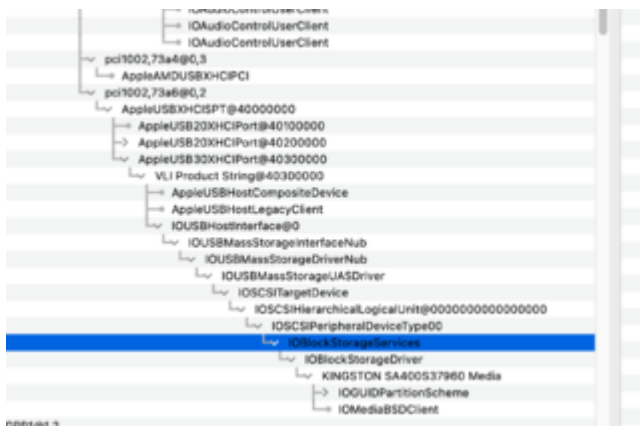 IOAudioControlUserClient
IOAudioControlUserClient
IOAudioControlUserClient
pci1002,73a4@0,3
AppleAMDUSBXHCIPCI
pci1002,73a6@0,2
AppleUSBXHCISPT@40000000
AppleUSB20XHCIPort@40100000
AppleUSB20XHCIPort@40200000
AppleUSB30XHCIPort@40300000
VLI Product String@40300000
AppleUSBHostCompositeDevice
AppleUSBHostLegacyClient
IOUSBHostInterface@0
IOUSBMassStorageInterfaceNub
IOUSBMassStorageDriverNub
IOUSBMassStorageUASDriver
IOSCSITargetDevice
IOSCSIHierarchicalLogicalUnit@0000000000000000
IOSCSIPeripheralDeviceType00
IOBlockStorageServices
IOBlockStorageDriver
KINGSTON SA400S37960 Media
IOGUIDPartitionScheme
IOMediaBSDClient